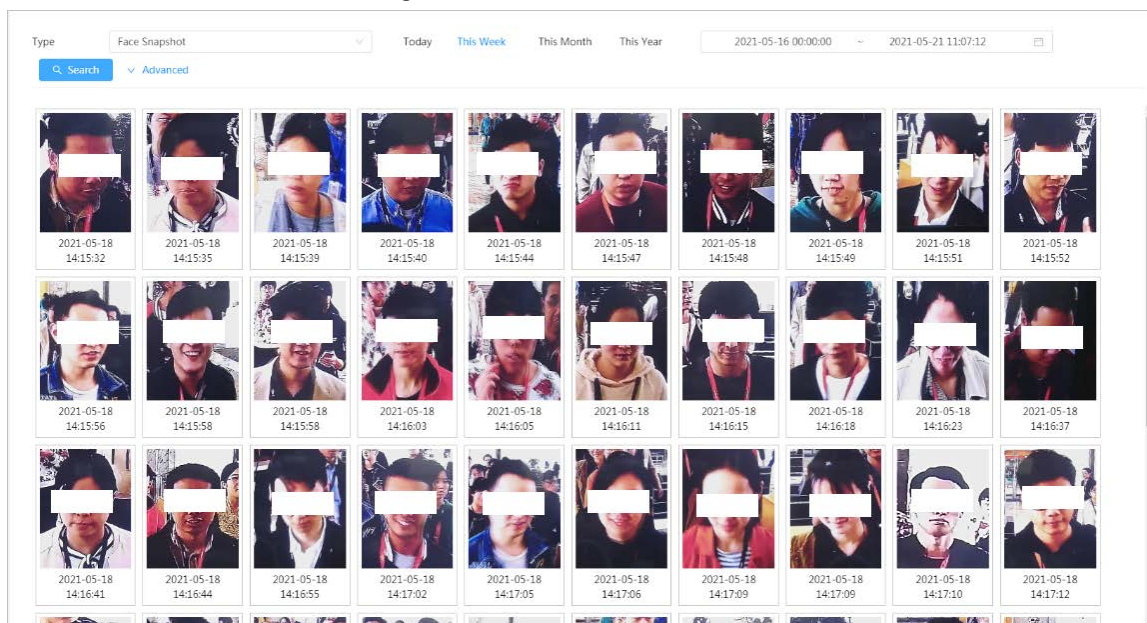 Type Face Snapshot Today This Week This Month This Year 2021-05-16 00:00:00 ~ 2021-05-21 11:07:12
Search Advanced
2021-05-18 2021-05-18 2021-05-18 2021-05-18 2021-05-18 2021-05-18 2021-05-18 2021-05-18 2021-05-18 2021-05-18
14:15:32 14:15:35 14:15:39 14:15:40 14:15:44 14:15:47 14:15:48 14:15:49 14:15:51 14:15:52
2021-05-18 2021-05-18 2021-05-18 2021-05-18 2021-05-18 2021-05-18 2021-05-18 2021-05-18 2021-05-18 2021-05-18
14:15:56 14:15:58 14:15:58 14:16:03 14:16:05 14:16:11 14:16:15 14:16:18 14:16:23 14:16:37
2021-05-18 2021-05-18 2021-05-18 2021-05-18 2021-05-18 2021-05-18 2021-05-18 2021-05-18 2021-05-18 2021-05-18
14:16:41 14:16:44 14:16:55 14:17:02 14:17:05 14:17:06 14:17:09 14:17:09 14:17:10 14:17:12